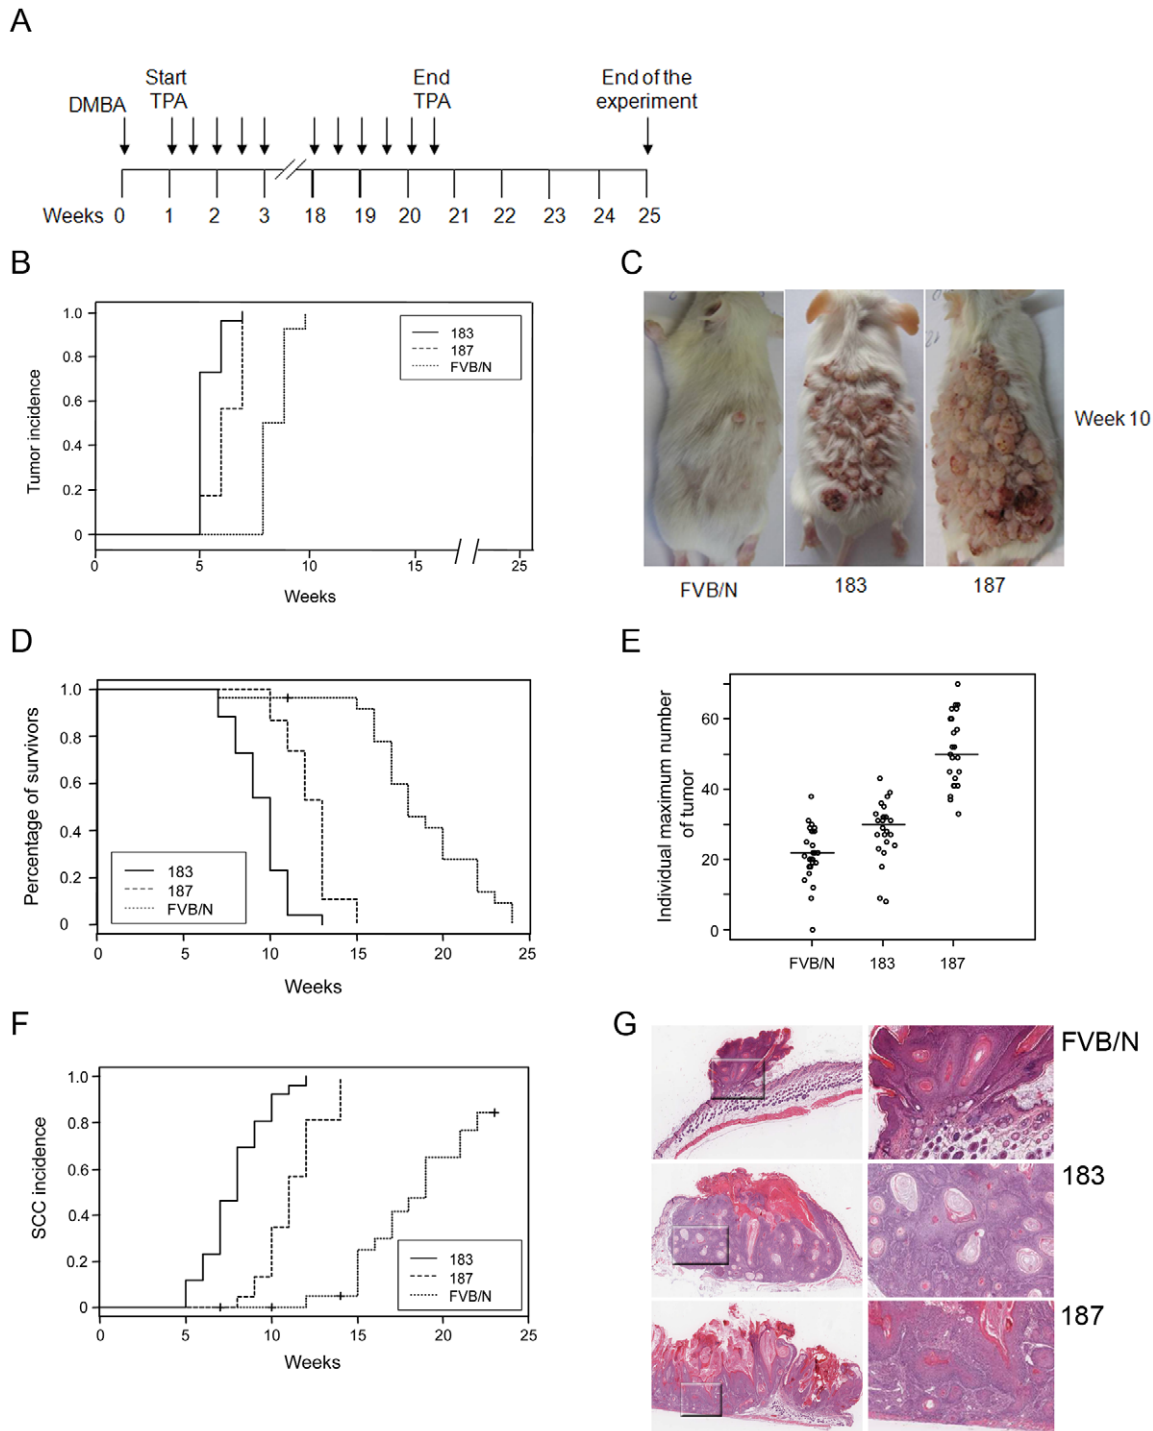 A
Start
TPA
DMBA
End
TPA
End of the
experiment
Weeks 0 1 2 3 18 19 20 21 22 23 24 25
B
Tumor incidence
1.0
0.8
0.6
0.4
0.2
0
183
187
FVB/N
0 5 10 15 25
Weeks
C
Week 10
FVB/N 183 187
D
Percentage of survivors
1.0
0.8
0.6
0.4
0.2
0
183
187
FVB/N
0 5 10 15 20 25
Weeks
E
Individual maximum number
of tumor
60
40
20
0
FVB/N 183 187
F
SCC incidence
1.0
0.8
0.6
0.4
0.2
0
183
187
FVB/N
0 5 10 15 20 25
Weeks
G
FVB/N
183
187